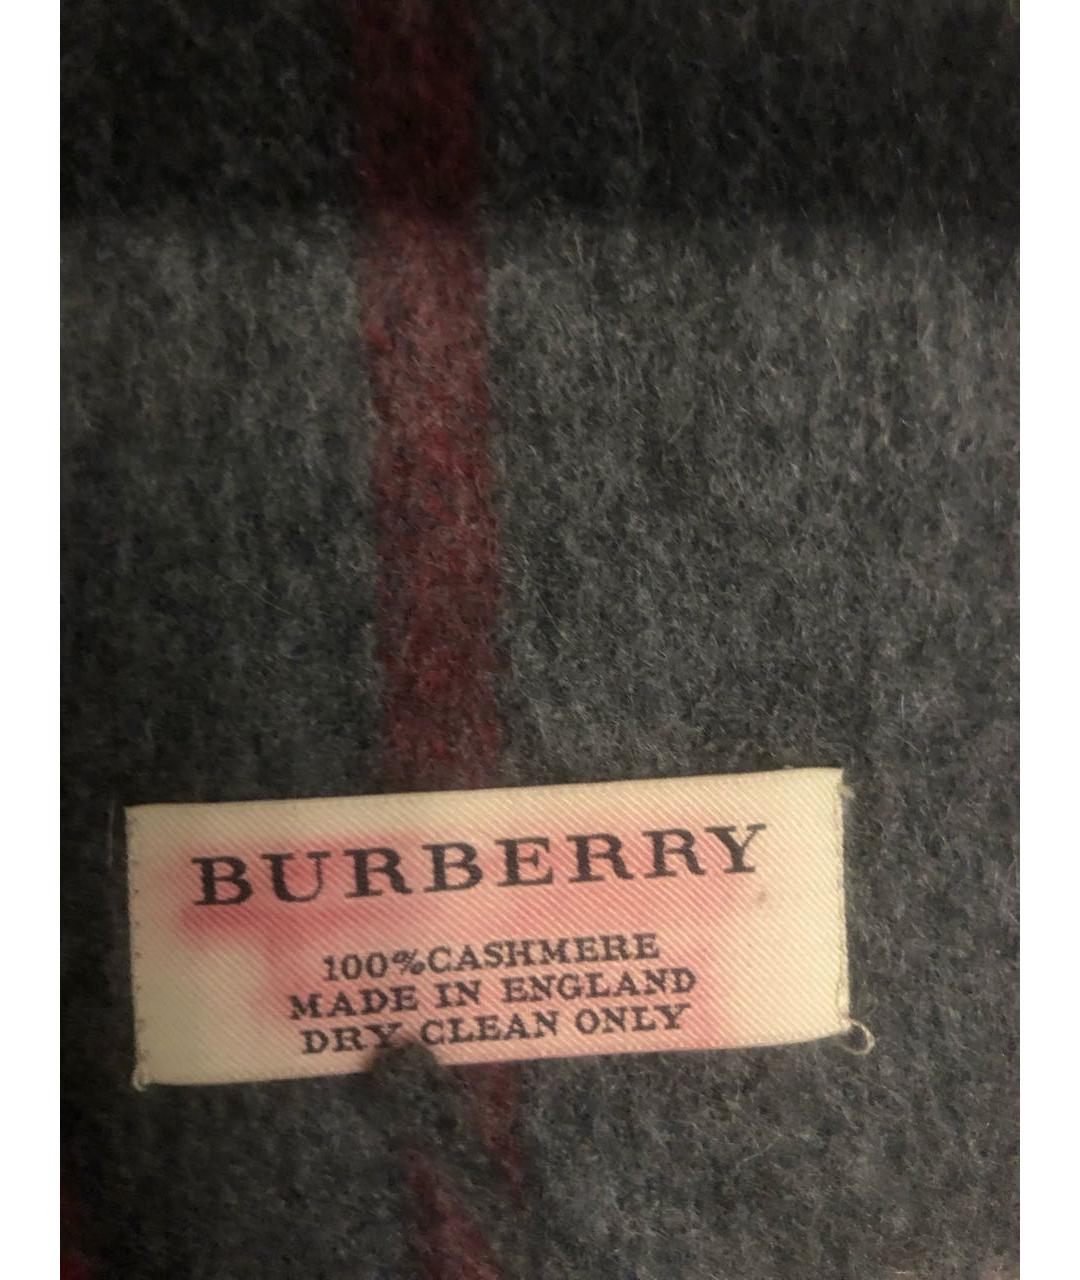 BURBERRY
100%CASHMERE
MADE IN ENGLAND
DRY CLEAN ONLY